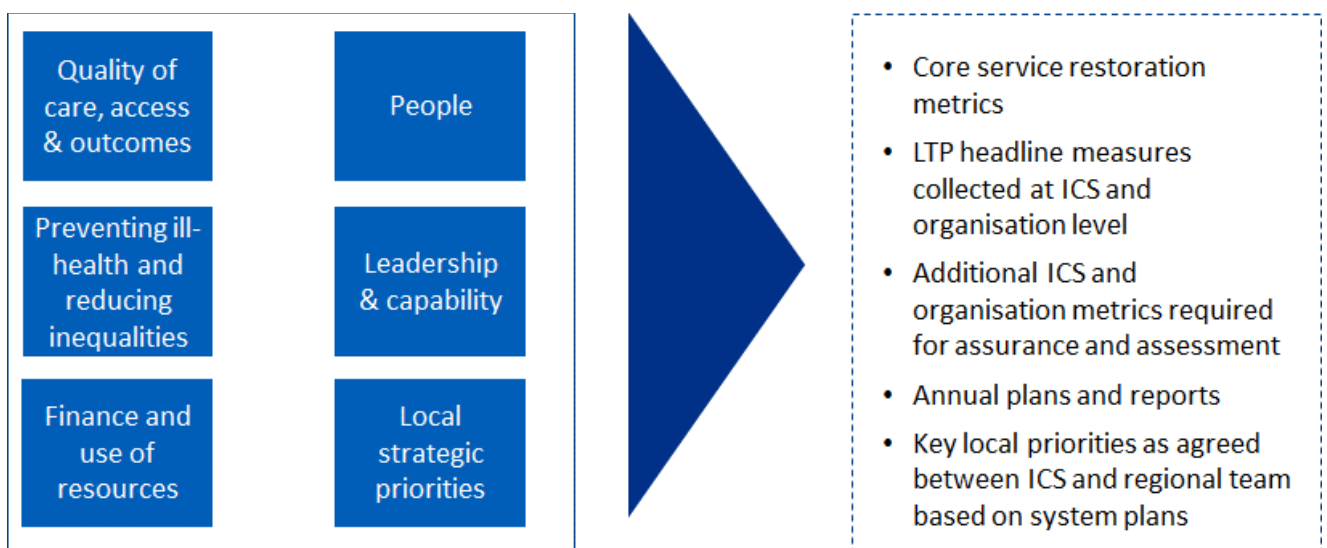 Quality of
care, access
& outcomes
People
Preventing ill-
health and
reducing
inequalities
Leadership
& capability
Finance and
use of
resources
Local
strategic
priorities
• Core service restoration
metrics
• LTP headline measures
collected at ICS and
organisation level
• Additional ICS and
organisation metrics required
for assurance and assessment
• Annual plans and reports
• Key local priorities as agreed
between ICS and regional team
based on system plans